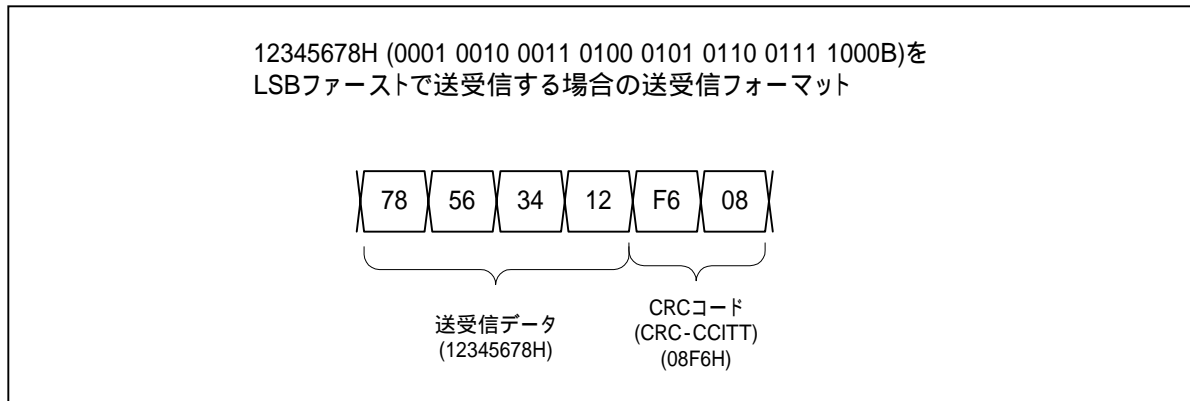 12345678H (0001 0010 0011 0100 0101 0110 0111 1000B)を
LSBファーストで送受信する場合の送受信フォーマット
78 56 34 12 F6 08
送受信データ
(12345678H)
CRCコード
(CRC-CCITT)
(08F6H)